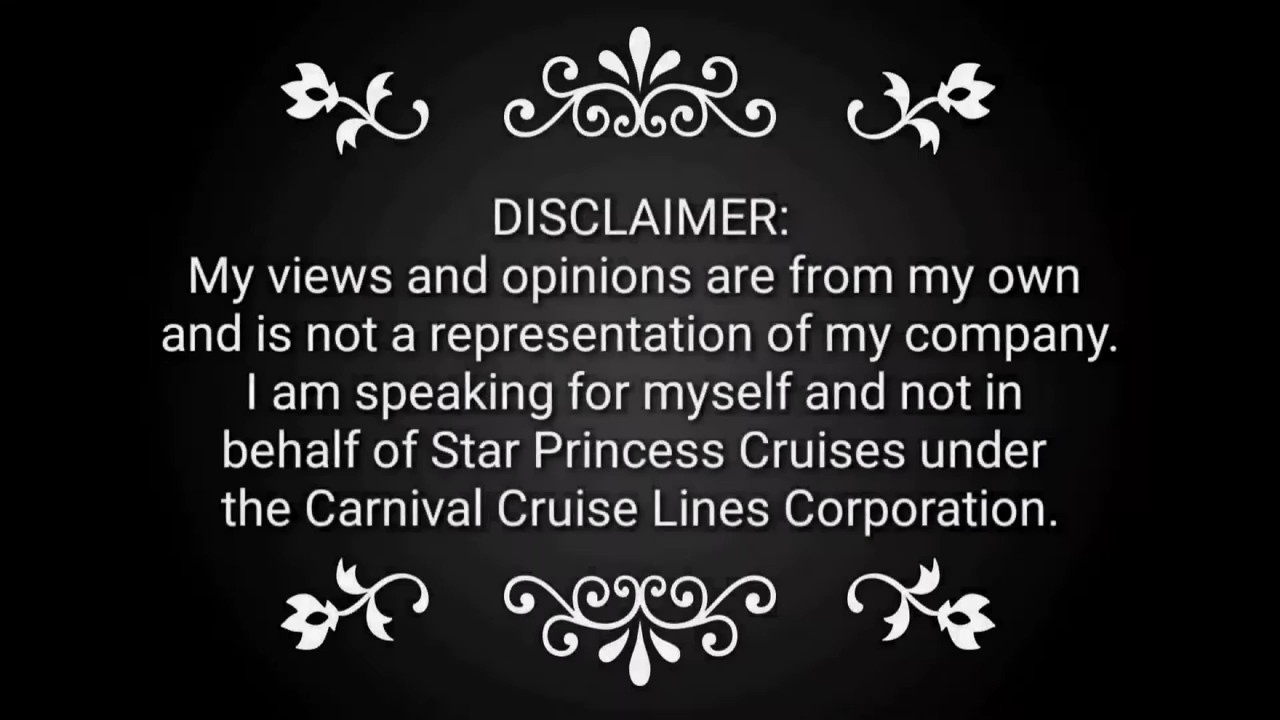 DISCLAIMER:
My views and opinions are from my own
and is not a representation of my company.
I am speaking for myself and not in
behalf of Star Princess Cruises under
the Carnival Cruise Lines Corporation.